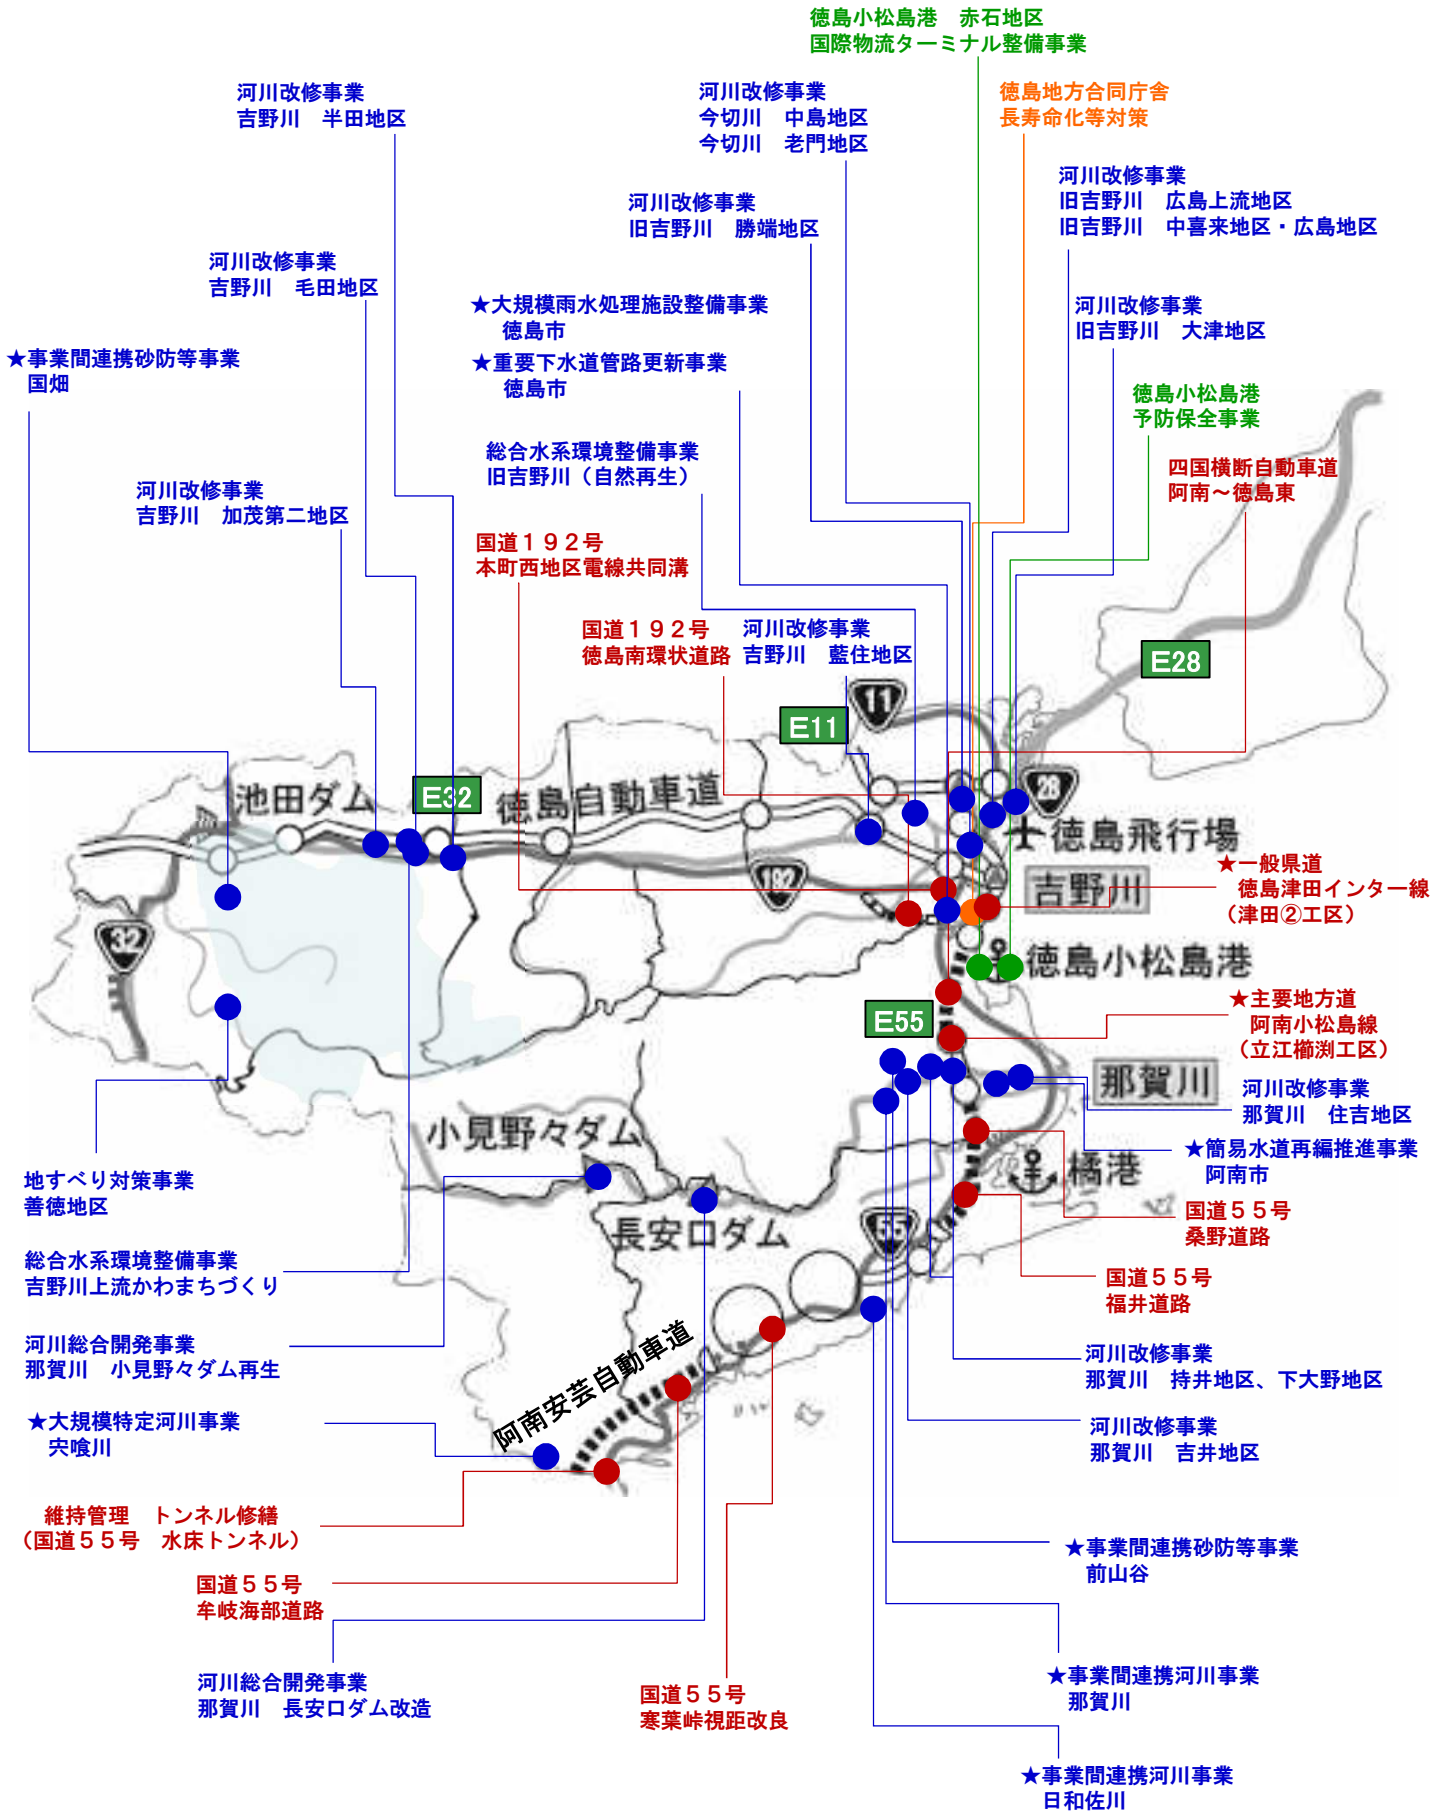 徳島小松島港　赤石地区
国際物流ターミナル整備事業
河川改修事業
吉野川　半田地区
河川改修事業
今切川　中島地区
今切川　老門地区
徳島地方合同庁舎
長寿命化等対策
河川改修事業
旧吉野川　広島上流地区
旧吉野川　中喜来地区・広島地区
河川改修事業
旧吉野川　勝端地区
河川改修事業
吉野川　毛田地区
★大規模雨水処理施設整備事業
徳島市
★重要下水道管路更新事業
徳島市
河川改修事業
旧吉野川　大津地区
★事業間連携砂防等事業
国畑
徳島小松島港
予防保全事業
総合水系環境整備事業
旧吉野川（自然再生）
四国横断自動車道
阿南～徳島東
河川改修事業
吉野川　加茂第二地区
国道１９２号
本町西地区電線共同溝
国道１９２号
徳島南環状道路
河川改修事業
吉野川　藍住地区
E28
11
E11
28
池田ダム
E32
徳島自動車道
徳島飛行場
192
吉野川
★一般県道
徳島津田インター線
（津田②工区）
32
徳島小松島港
E55
★主要地方道
阿南小松島線
（立江櫛渕工区）
那賀川
河川改修事業
那賀川　住吉地区
小見野々ダム
★簡易水道再編推進事業
阿南市
橘港
地すべり対策事業
善徳地区
国道５５号
桑野道路
55
長安口ダム
総合水系環境整備事業
吉野川上流かわまちづくり
国道５５号
福井道路
河川総合開発事業
那賀川　小見野々ダム再生
阿南安芸自動車道
河川改修事業
那賀川　持井地区、下大野地区
★大規模特定河川事業
宍喰川
河川改修事業
那賀川　吉井地区
維持管理　トンネル修繕
（国道５５号　水床トンネル）
★事業間連携砂防等事業
前山谷
国道５５号
牟岐海部道路
★事業間連携河川事業
那賀川
河川総合開発事業
那賀川　長安口ダム改造
国道５５号
寒葉峠視距改良
★事業間連携河川事業
日和佐川